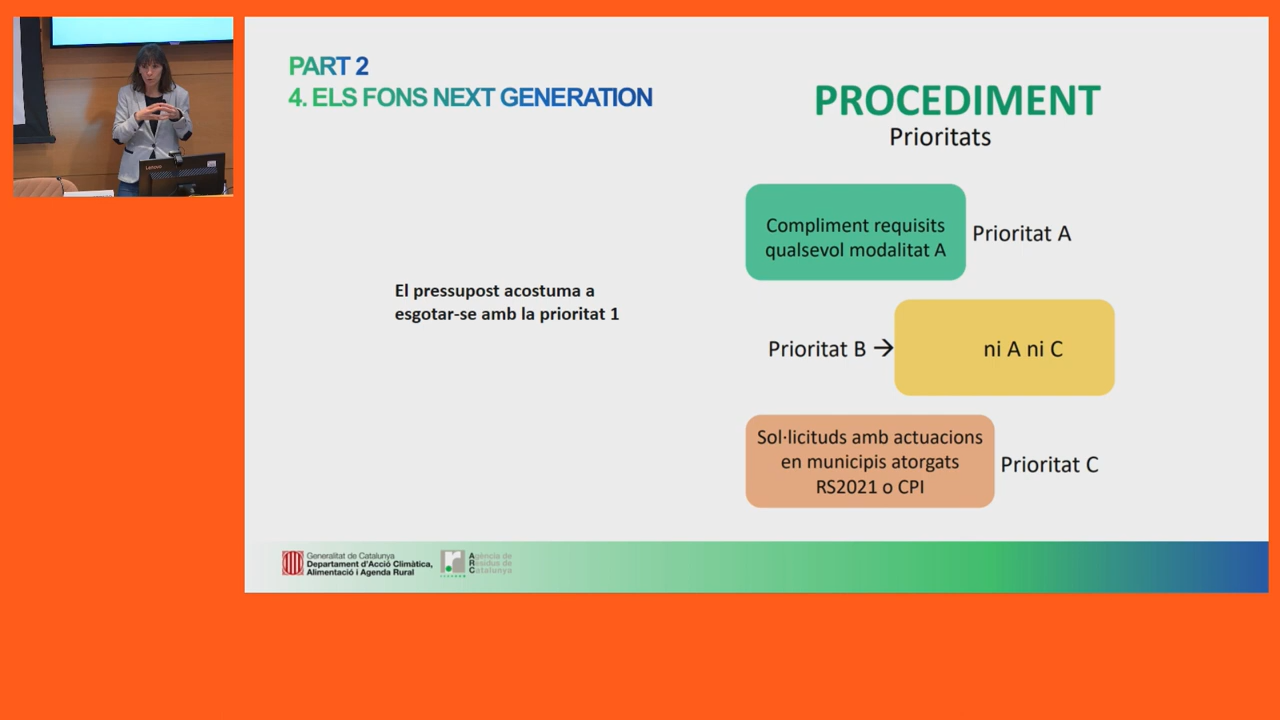 PART 2
4. ELS FONS NEXT GENERATION
PROCEDIMENT
Prioritats
Compliment requisits
qualsevol modalitat A
Prioritat A
El pressupost acostuma a
esgotar-se amb la prioritat 1
Prioritat B →
ni A ni C
Sol·licituds amb actuacions
en municipis atorgats
RS2021 o CPI
Prioritat C
Generalitat de Catalunya
Departament d'Acció Climàtica,
Alimentació i Agenda Rural
Agència de
Residus de
Catalunya
Lenovo